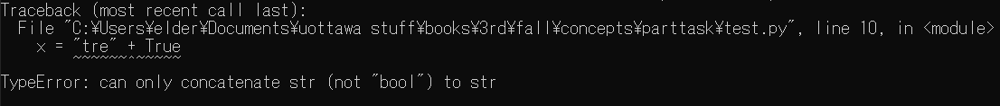 Traceback (most recent call last):
  File "C:¥Users¥elder¥Documents¥uottawa stuff¥books¥3rd¥fall¥concepts¥parttask¥test.py", line 10, in <module>
    x = "tre" + True
        ~~~~~~^~~~~~
TypeError: can only concatenate str (not "bool") to str